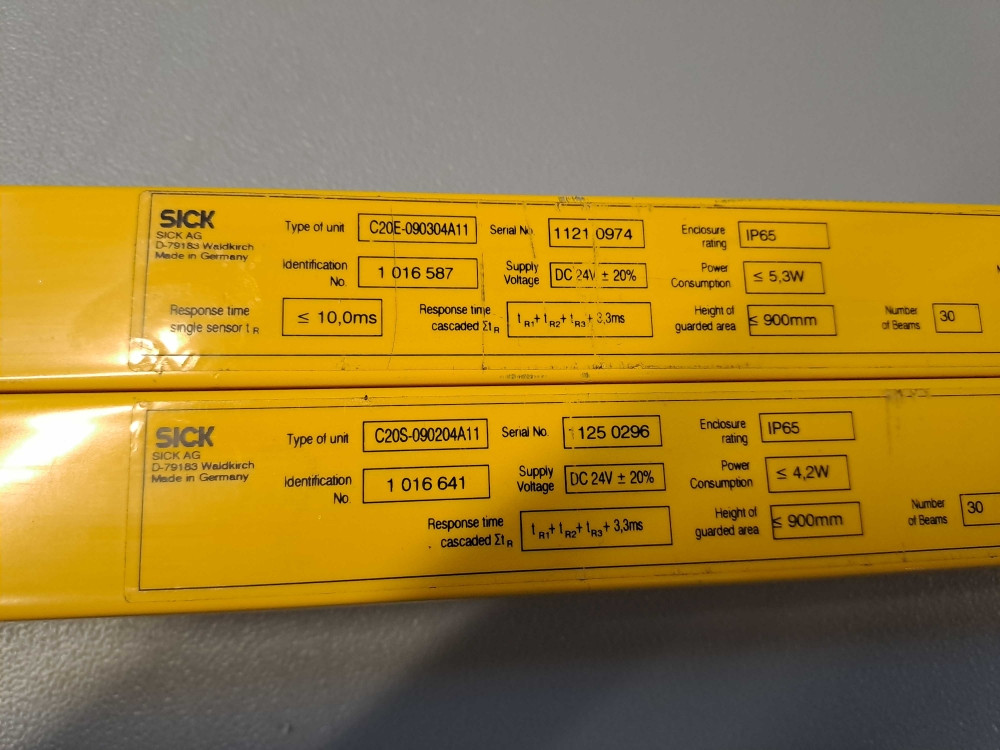 SICK
SICK AG
D-79183 Waldkirch
Made in Germany
Type of unit C20E-090304A11 Serial No. 1121 0974 Enclosure rating IP65
Identification No. 1 016 587 Supply Voltage DC 24V ± 20% Power Consumption ≤ 5,3W
Response time single sensor tR ≤ 10,0ms Response time cascaded ΣtR tR1+ tR2+ tR3+ 3,3ms Height of guarded area ≤ 900mm Number of Beams 30
SICK
SICK AG
D-79183 Waldkirch
Made in Germany
Type of unit C20S-090204A11 Serial No. 1125 0296 Enclosure rating IP65
Identification No. 1 016 641 Supply Voltage DC 24V ± 20% Power Consumption ≤ 4,2W
Response time cascaded ΣtR tR1+ tR2+ tR3+ 3,3ms Height of guarded area ≤ 900mm Number of Beams 30